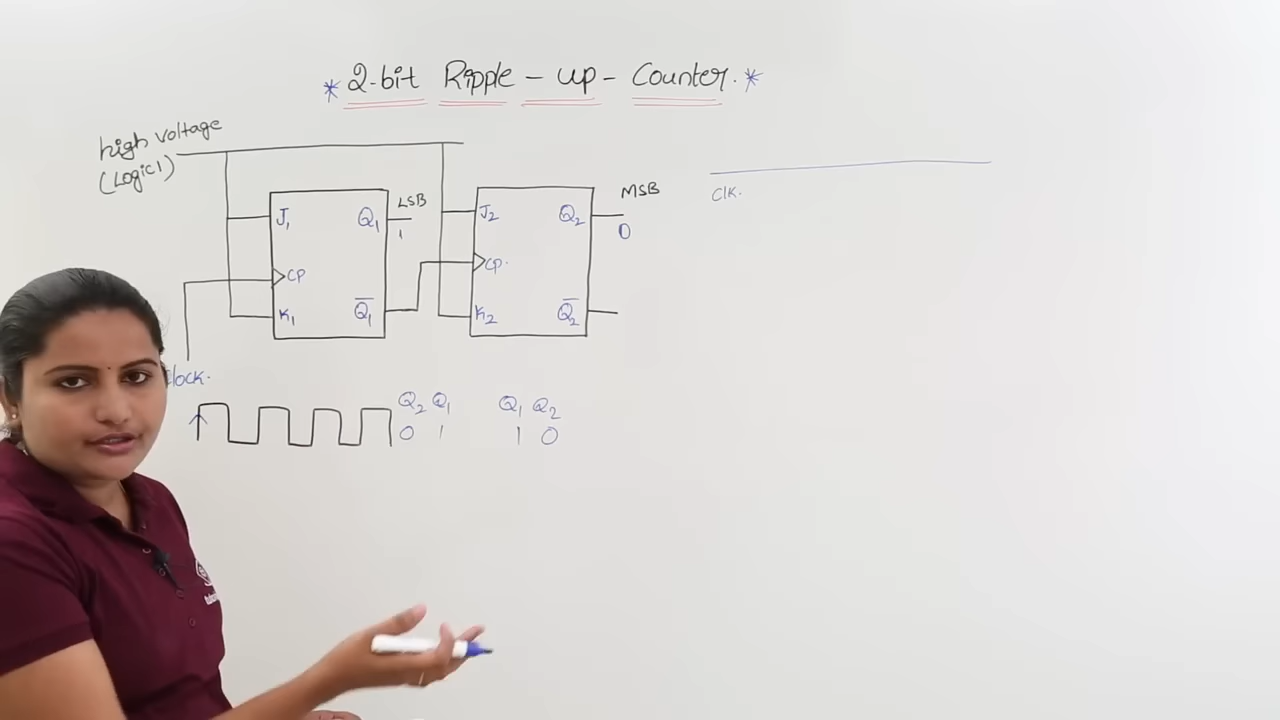 * 2-bit Ripple - up - Counter. *
high voltage
(Logic1)
J1 Q1 LSB
1
CP
K1 Q̅1
J2 Q2 MSB
0
CP.
K2 Q̅2
Clk.
Clock.
Q2 Q1
0 1
Q1 Q2
1 0